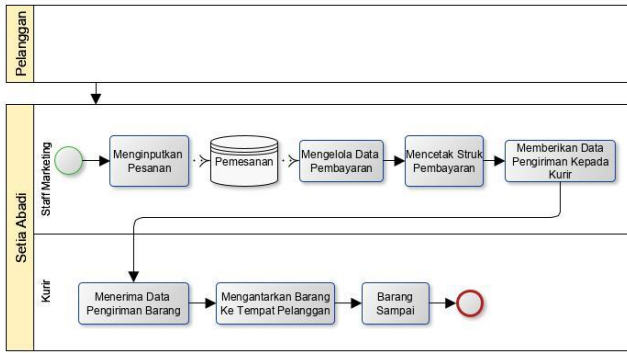 Pelanggan
Setia Abadi
Staff Marketing
Menginputkan
Pesanan
Pemesanan
Mengelola Data
Pembayaran
Mencetak Struk
Pembayaran
Memberikan Data
Pengiriman Kepada
Kurir
Kurir
Menerima Data
Pengiriman Barang
Mengantarkan Barang
Ke Tempat Pelanggan
Barang
Sampai